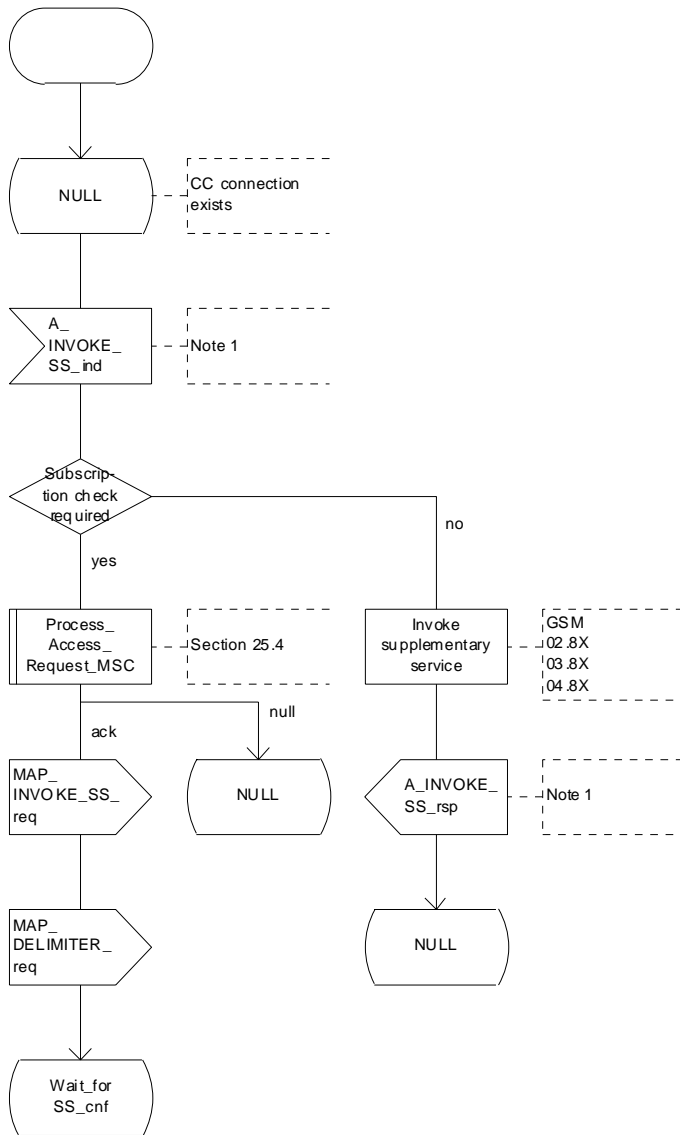 NULL
CC connection
exists
A_
INVOKE_
SS_ind
Note 1
Subscrip-
tion check
required
no
yes
Process_
Access_
Request_MSC
Section 25.4
Invoke
supplementary
service
GSM
02.8X
03.8X
04.8X
null
ack
MAP_
INVOKE_SS_
req
NULL
A_INVOKE_
SS_rsp
Note 1
MAP_
DELIMITER_
req
NULL
Wait_for
SS_cnf